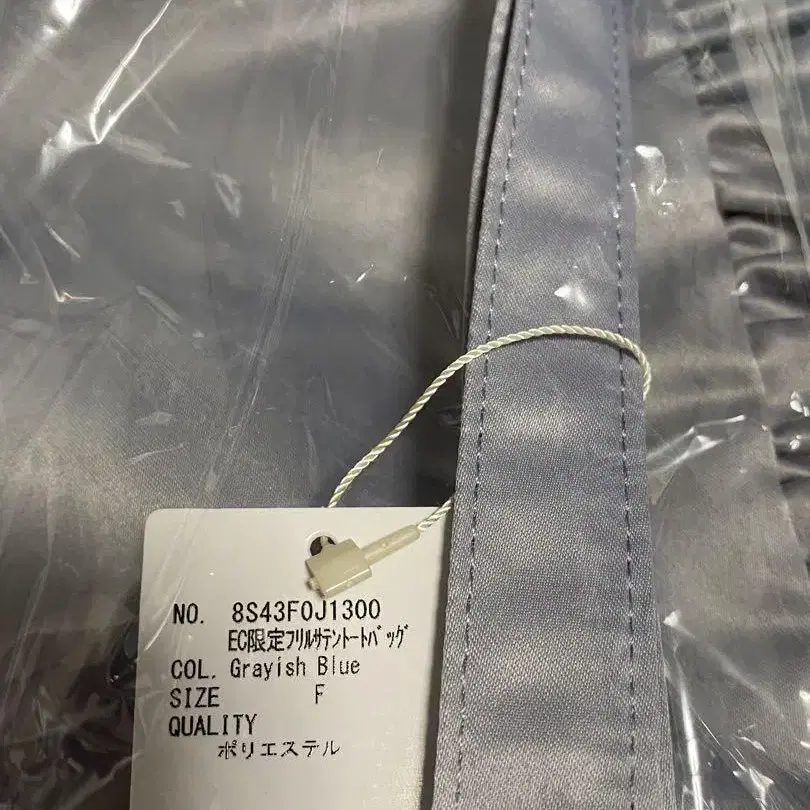 NO. 8S43F0J1300
EC限定フリルサテントートバッグ
COL. Grayish Blue
SIZE F
QUALITY
ポリエステル